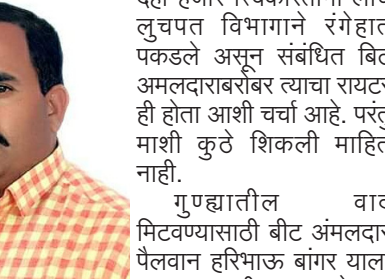 लुचपत विभागाने रंगेहात
पकडले असून संबंधित बिट
अमलदाराबरोबर त्याचा रायटर
ही होता आशी चर्चा आहे. परंतु
माशी कुठे शिकली माहित
नाही.
गुण्ह्यातील वाद
मिटवण्यासाठी बीट अंमलदार
पैलवान हरिभाऊ बांगर याला